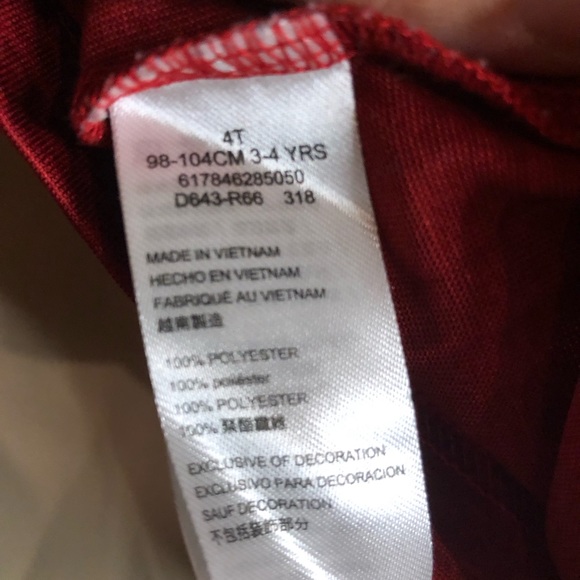 4T
98-104CM 3-4 YRS
617846285050
D643-R66 318
MADE IN VIETNAM
HECHO EN VIETNAM
FABRIQUÉ AU VIETNAM
越南製造
100% POLYESTER
100% poliéster
100% POLYESTER
100% 聚酯纖維
EXCLUSIVE OF DECORATION
EXCLUSIVO PARA DECORACION
SAUF DECORATION
不包括裝飾部分